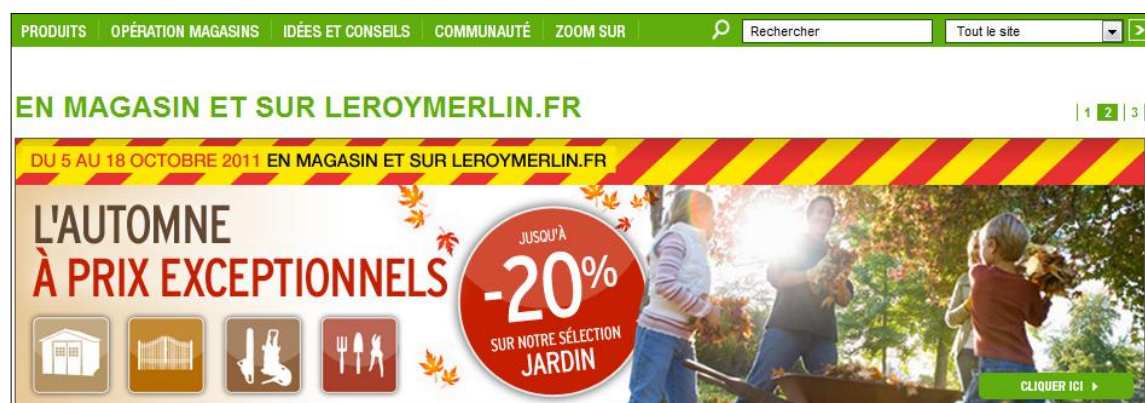 PRODUITS OPÉRATION MAGASINS IDÉES ET CONSEILS COMMUNAUTÉ ZOOM SUR Rechercher Tout le site
EN MAGASIN ET SUR LEROYMERLIN.FR
1 2 3
DU 5 AU 18 OCTOBRE 2011 EN MAGASIN ET SUR LEROYMERLIN.FR
L'AUTOMNE
À PRIX EXCEPTIONNELS
JUSQU'À
-20%
SUR NOTRE SÉLECTION
JARDIN
CLIQUER ICI